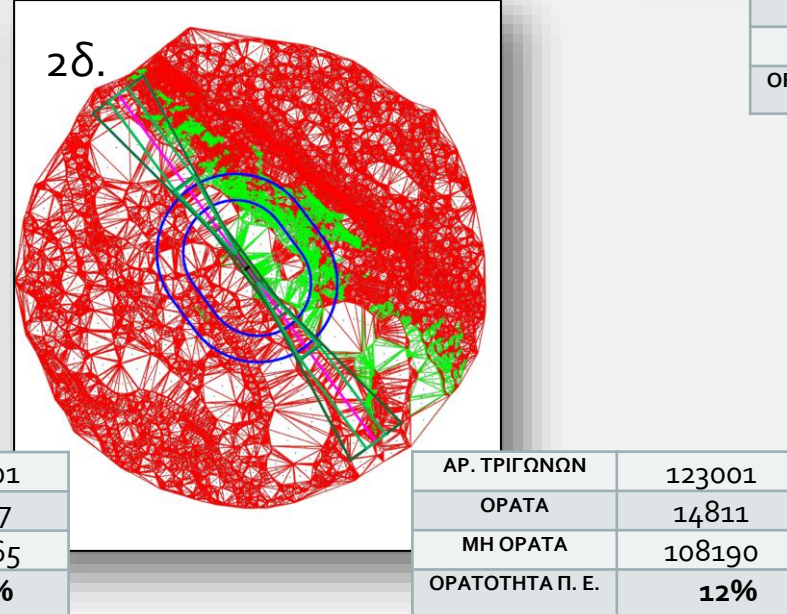 2δ.
ΑΡ. ΤΡΙΓΩΝΩΝ 123001
ΟΡΑΤΑ 14811
ΜΗ ΟΡΑΤΑ 108190
ΟΡΑΤΟΤΗΤΑ Π. Ε. 12%